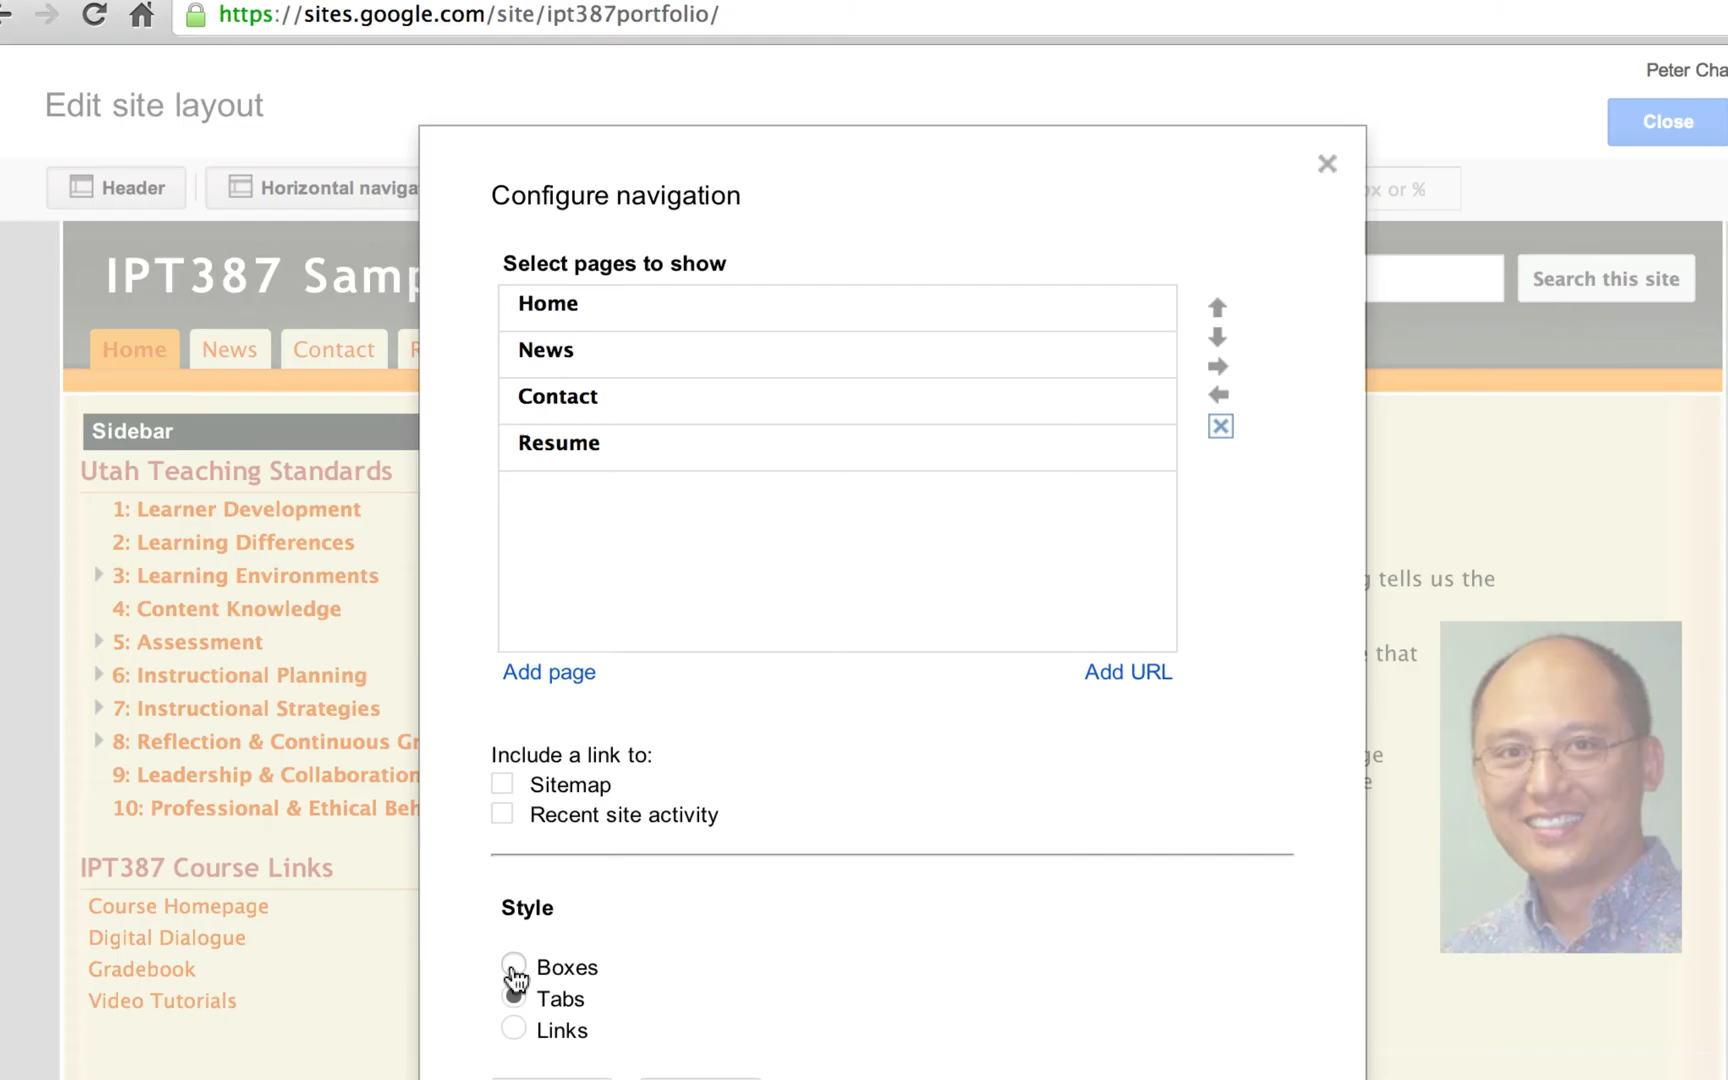 https://sites.google.com/site/ipt387portfolio/
Peter Cha
Edit site layout
Close
Header
Horizontal naviga
px or %
Configure navigation
IPT387 Samp
Search this site
Home
News
Contact
R
Select pages to show
Home
News
Contact
Resume
Add page
Add URL
Include a link to:
Sitemap
Recent site activity
Style
Boxes
Tabs
Links
Sidebar
Utah Teaching Standards
1: Learner Development
2: Learning Differences
3: Learning Environments
4: Content Knowledge
5: Assessment
6: Instructional Planning
7: Instructional Strategies
8: Reflection & Continuous Gr
9: Leadership & Collaboration
10: Professional & Ethical Beh
IPT387 Course Links
Course Homepage
Digital Dialogue
Gradebook
Video Tutorials
g tells us the
that
ge
e